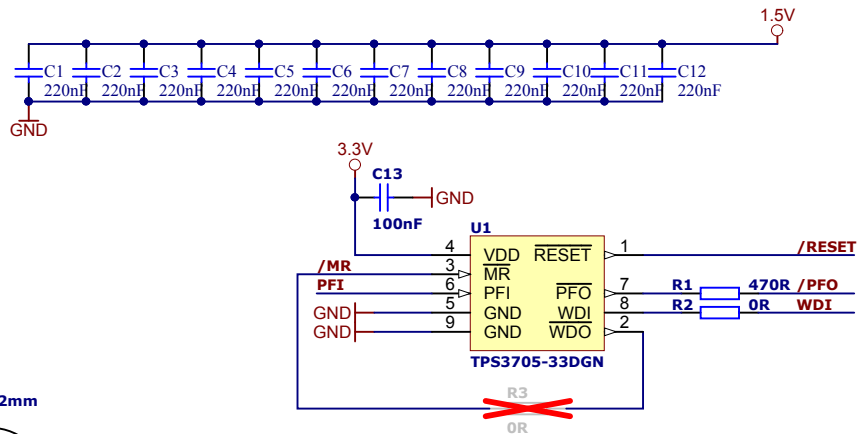 1.5V
C1 C2 C3 C4 C5 C6 C7 C8 C9 C10 C11 C12
220nF 220nF 220nF 220nF 220nF 220nF 220nF 220nF 220nF 220nF 220nF 220nF
GND
3.3V
C13
GND
100nF
U1
4 VDD RESET 1 /RESET
/MR 3 MR
PFI 6 PFI PFO 7 R1 470R /PFO
GND 5 GND WDI 8 R2 0R WDI
GND 9 GND WDO 2
TPS3705-33DGN
R3
0R
2mm